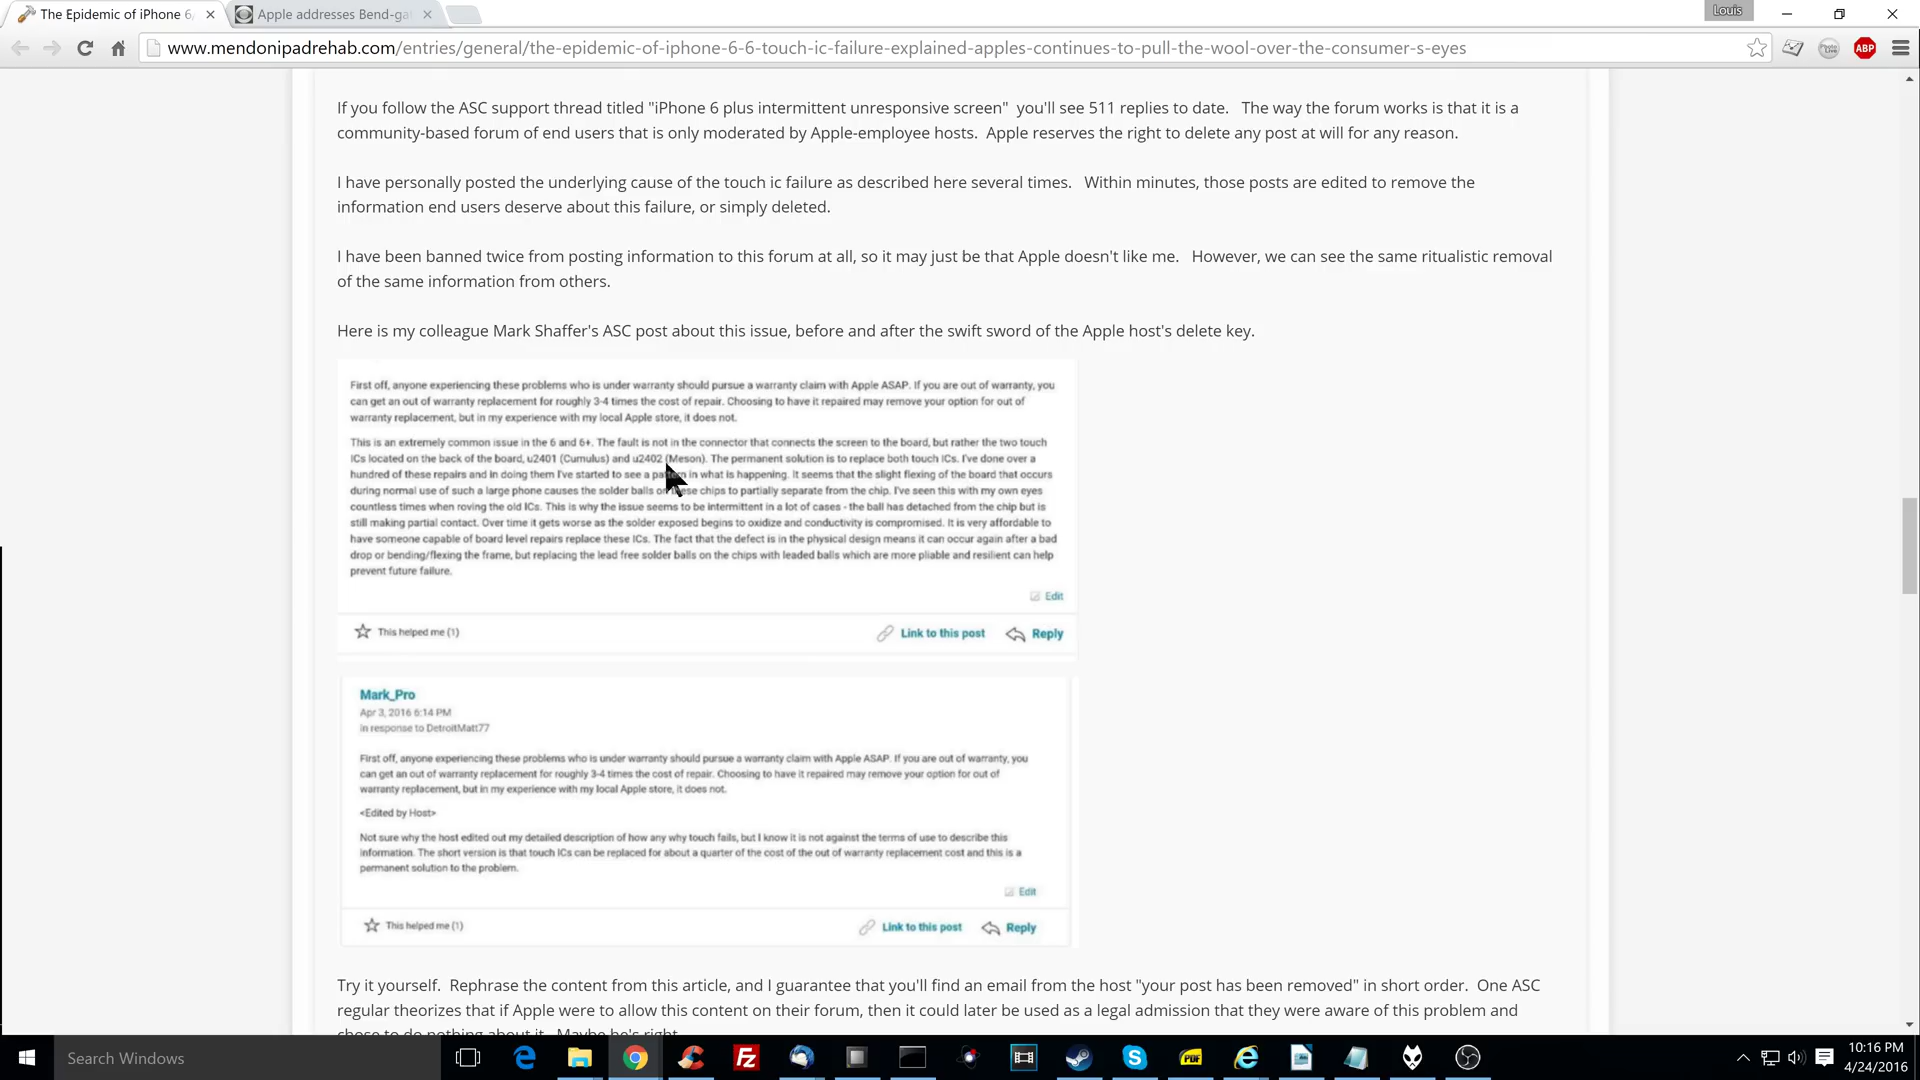 The Epidemic of iPhone 6,
Apple addresses Bend-gat
Louis
www.mendonipadrehab.com/entries/general/the-epidemic-of-iphone-6-6-touch-ic-failure-explained-apples-continues-to-pull-the-wool-over-the-consumer-s-eyes
ABP
If you follow the ASC support thread titled "iPhone 6 plus intermittent unresponsive screen" you'll see 511 replies to date. The way the forum works is that it is a
community-based forum of end users that is only moderated by Apple-employee hosts. Apple reserves the right to delete any post at will for any reason.
I have personally posted the underlying cause of the touch ic failure as described here several times. Within minutes, those posts are edited to remove the
information end users deserve about this failure, or simply deleted.
I have been banned twice from posting information to this forum at all, so it may just be that Apple doesn't like me. However, we can see the same ritualistic removal
of the same information from others.
Here is my colleague Mark Shaffer's ASC post about this issue, before and after the swift sword of the Apple host's delete key.
First off, anyone experiencing these problems who is under warranty should pursue a warranty claim with Apple ASAP. If you are out of warranty, you
can get an out of warranty replacement for roughly 3-4 times the cost of repair. Choosing to have it repaired may remove your option for out of
warranty replacement, but in my experience with my local Apple store, it does not.
This is an extremely common issue in the 6 and 6+. The fault is not in the connector that connects the screen to the board, but rather the two touch
ICs located on the back of the board, u2401 (Cumulus) and u2402 (Meson). The permanent solution is to replace both touch ICs. I've done over a
hundred of these repairs and in doing them I've started to see a pattern in what is happening. It seems that the slight flexing of the board that occurs
during normal use of such a large phone causes the solder balls on these chips to partially separate from the chip. I've seen this with my own eyes
countless times when roving the old ICs. This is why the issue seems to be intermittent in a lot of cases - the ball has detached from the chip but is
still making partial contact. Over time it gets worse as the solder exposed begins to oxidize and conductivity is compromised. It is very affordable to
have someone capable of board level repairs replace these ICs. The fact that the defect is in the physical design means it can occur again after a bad
drop or bending/flexing the frame, but replacing the lead free solder balls on the chips with leaded balls which are more pliable and resilient can help
prevent future failure.
Edit
This helped me (1)
Link to this post
Reply
Mark_Pro
Apr 3, 2016 6:14 PM
in response to DetroitMatt77
First off, anyone experiencing these problems who is under warranty should pursue a warranty claim with Apple ASAP. If you are out of warranty, you
can get an out of warranty replacement for roughly 3-4 times the cost of repair. Choosing to have it repaired may remove your option for out of
warranty replacement, but in my experience with my local Apple store, it does not.
<Edited by Host>
Not sure why the host edited out my detailed description of how any why touch fails, but I know it is not against the terms of use to describe this
information. The short version is that touch ICs can be replaced for about a quarter of the cost of the out of warranty replacement cost and this is a
permanent solution to the problem.
Edit
This helped me (1)
Link to this post
Reply
Try it yourself. Rephrase the content from this article, and I guarantee that you'll find an email from the host "your post has been removed" in short order. One ASC
regular theorizes that if Apple were to allow this content on their forum, then it could later be used as a legal admission that they were aware of this problem and
chose to do nothing about it. Maybe he's right.
Search Windows
PDF
10:16 PM
4/24/2016